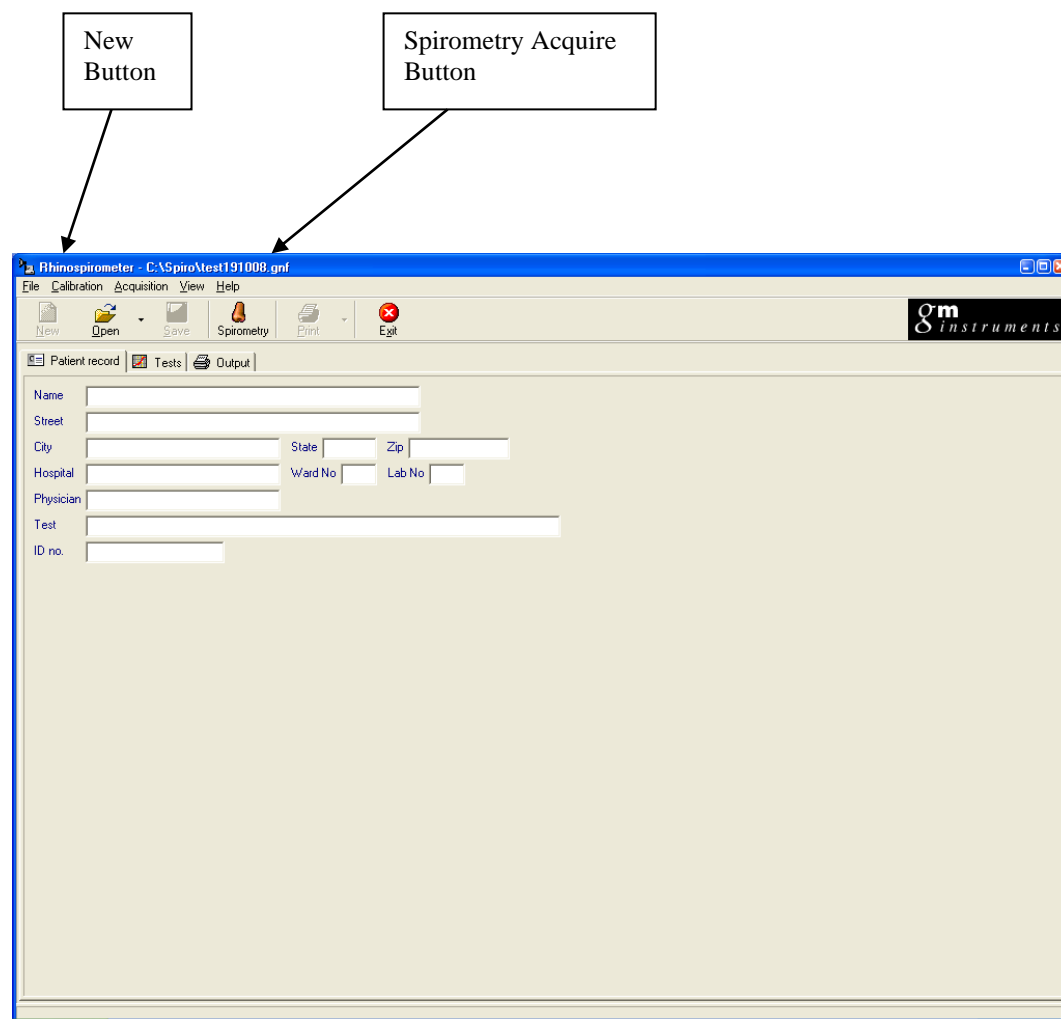 New
Button
Spirometry Acquire
Button
Rhinospirometer - C:\Spiro\test191008.gnf
File Calibration Acquisition View Help
New Open Save Spirometry Print Exit
gm
instruments
Patient record Tests Output
Name
Street
City State Zip
Hospital Ward No Lab No
Physician
Test
ID no.